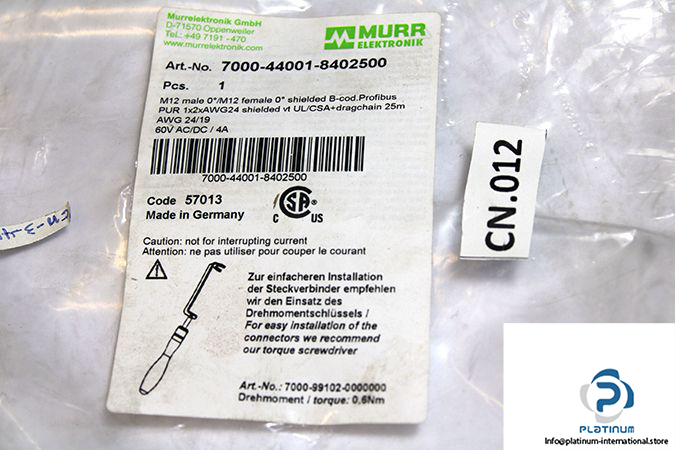 Murrelektronik GmbH
D-71570 Oppenweiler
Tel.: +49 7191 - 470
www.murrelektronik.com
MURR
ELEKTRONIK
Art.-No. 7000-44001-8402500
Pcs. 1
M12 male 0°/M12 female 0° shielded B-cod.Profibus
PUR 1x2xAWG24 shielded vt UL/CSA+dragchain 25m
AWG 24/19
60V AC/DC / 4A
7000-44001-8402500
Code 57013
Made in Germany
C SA ® US
Caution: not for interrupting current
Attention: ne pas utiliser pour couper le courant
Zur einfacheren Installation
der Steckverbinder empfehlen
wir den Einsatz des
Drehmomentschlüssels /
For easy installation of the
connectors we recommend
our torque screwdriver
Art.-No.: 7000-99102-0000000
Drehmoment / torque: 0,6Nm
CN.012
PLATINUM
Info@platinum-international.store